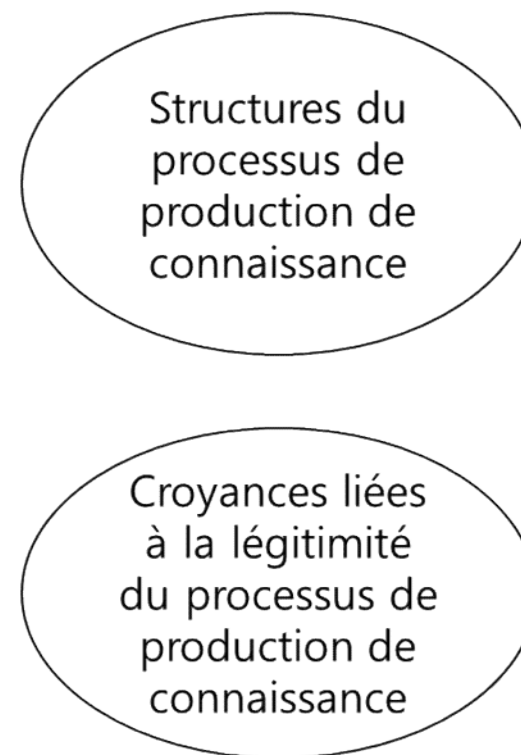 Structures du
processus de
production de
connaissance
Croyances liées
à la légitimité
du processus de
production de
connaissance